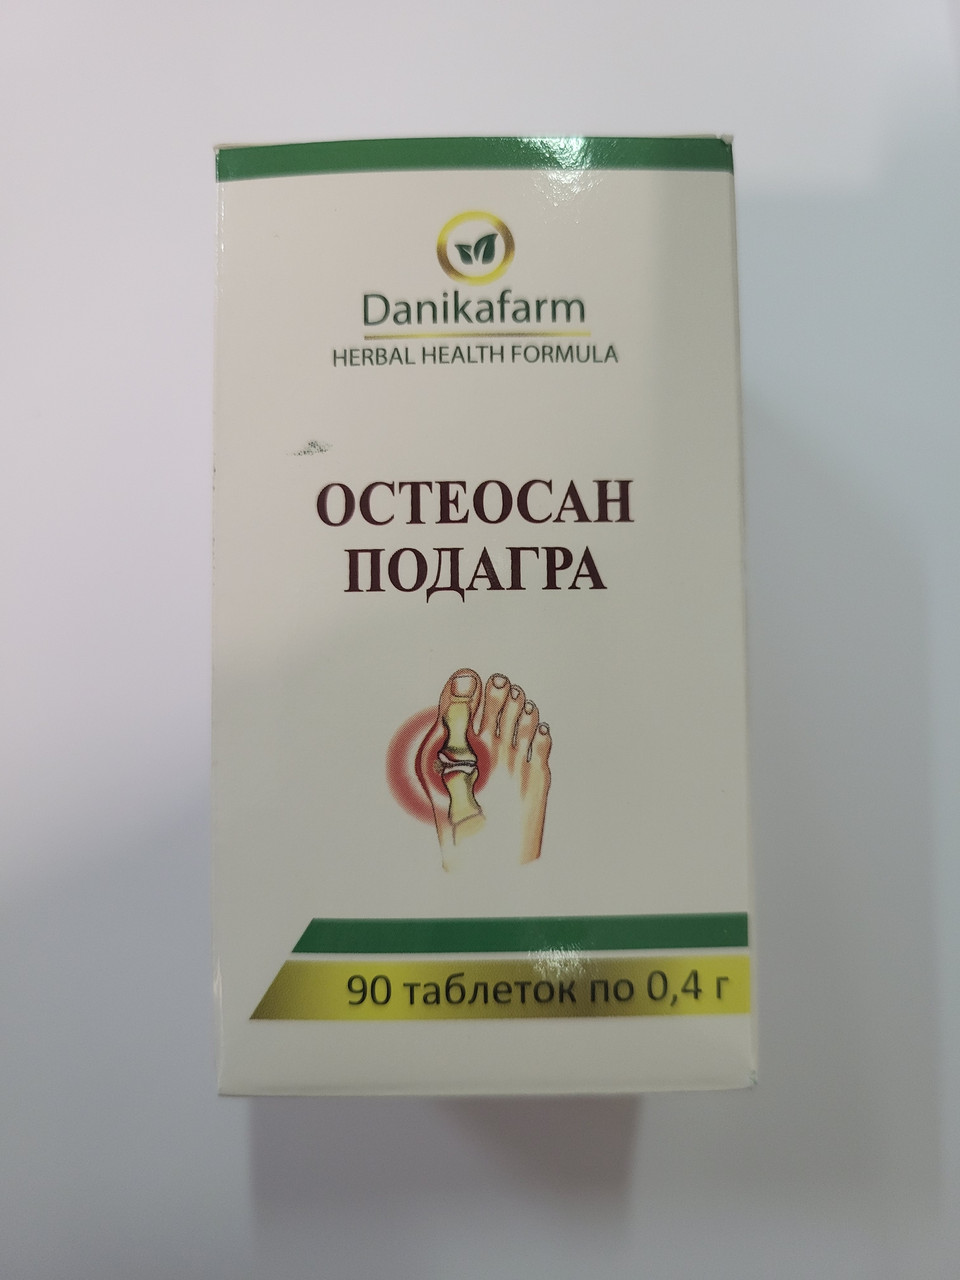 Danikafarm
HERBAL HEALTH FORMULA
ОСТЕОСАН
ПОДАГРА
90 таблеток по 0,4 г